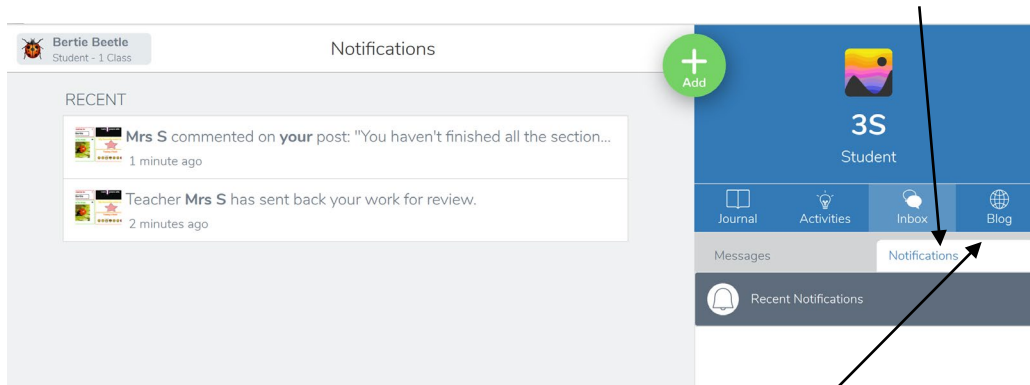 Bertie Beetle
Student - 1 Class
Notifications
Add
RECENT
Mrs S commented on your post: "You haven't finished all the section...
1 minute ago
Teacher Mrs S has sent back your work for review.
2 minutes ago
3S
Student
Journal
Activities
Inbox
Blog
Messages
Notifications
Recent Notifications